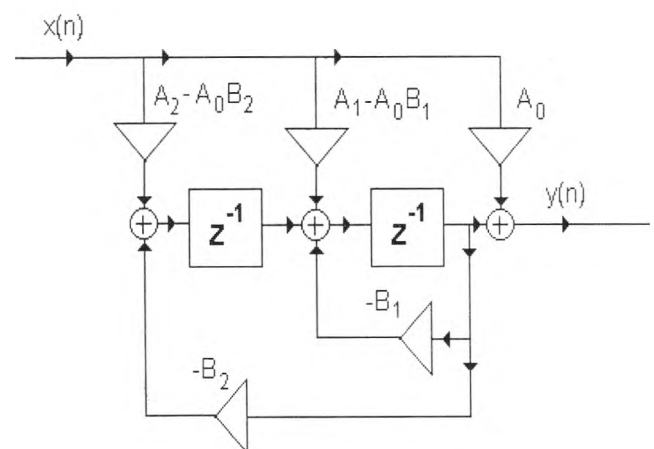 x(n)
A₂-A₀B₂
A₁-A₀B₁
A₀
+
z⁻¹
+
z⁻¹
+
y(n)
-B₁
-B₂